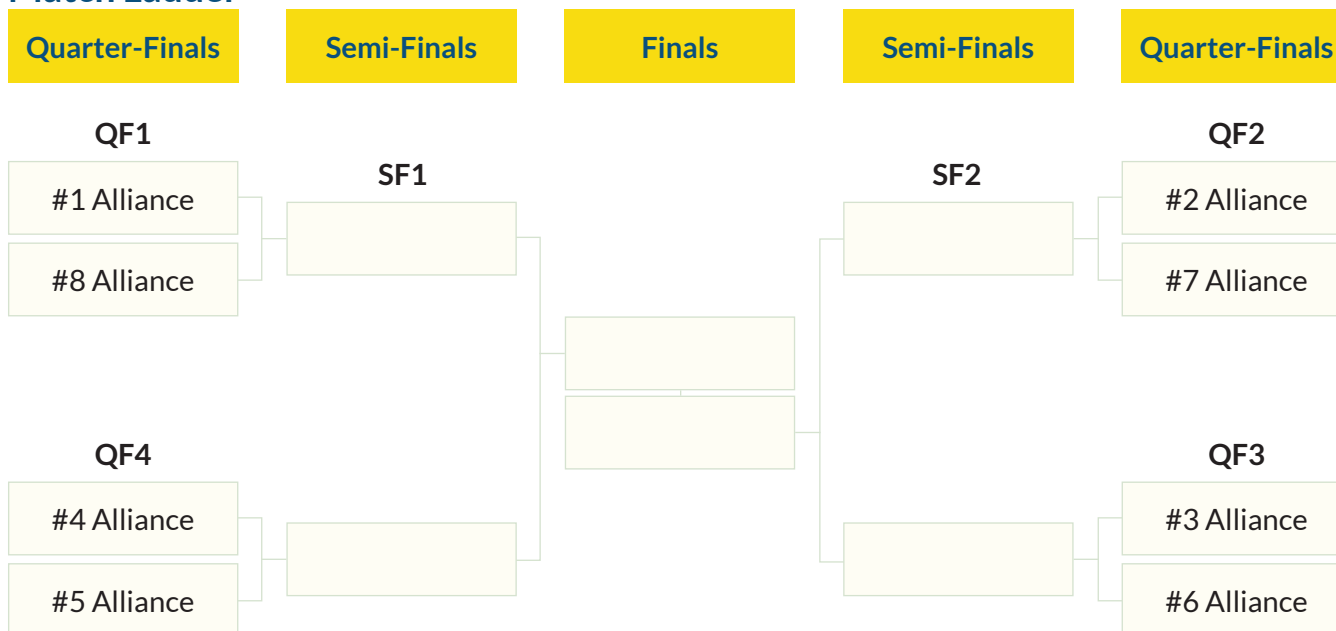 Quarter-Finals Semi-Finals Finals Semi-Finals Quarter-Finals
QF1 QF2
SF1 SF2
#1 Alliance #2 Alliance
#8 Alliance #7 Alliance
QF4 QF3
#4 Alliance #3 Alliance
#5 Alliance #6 Alliance